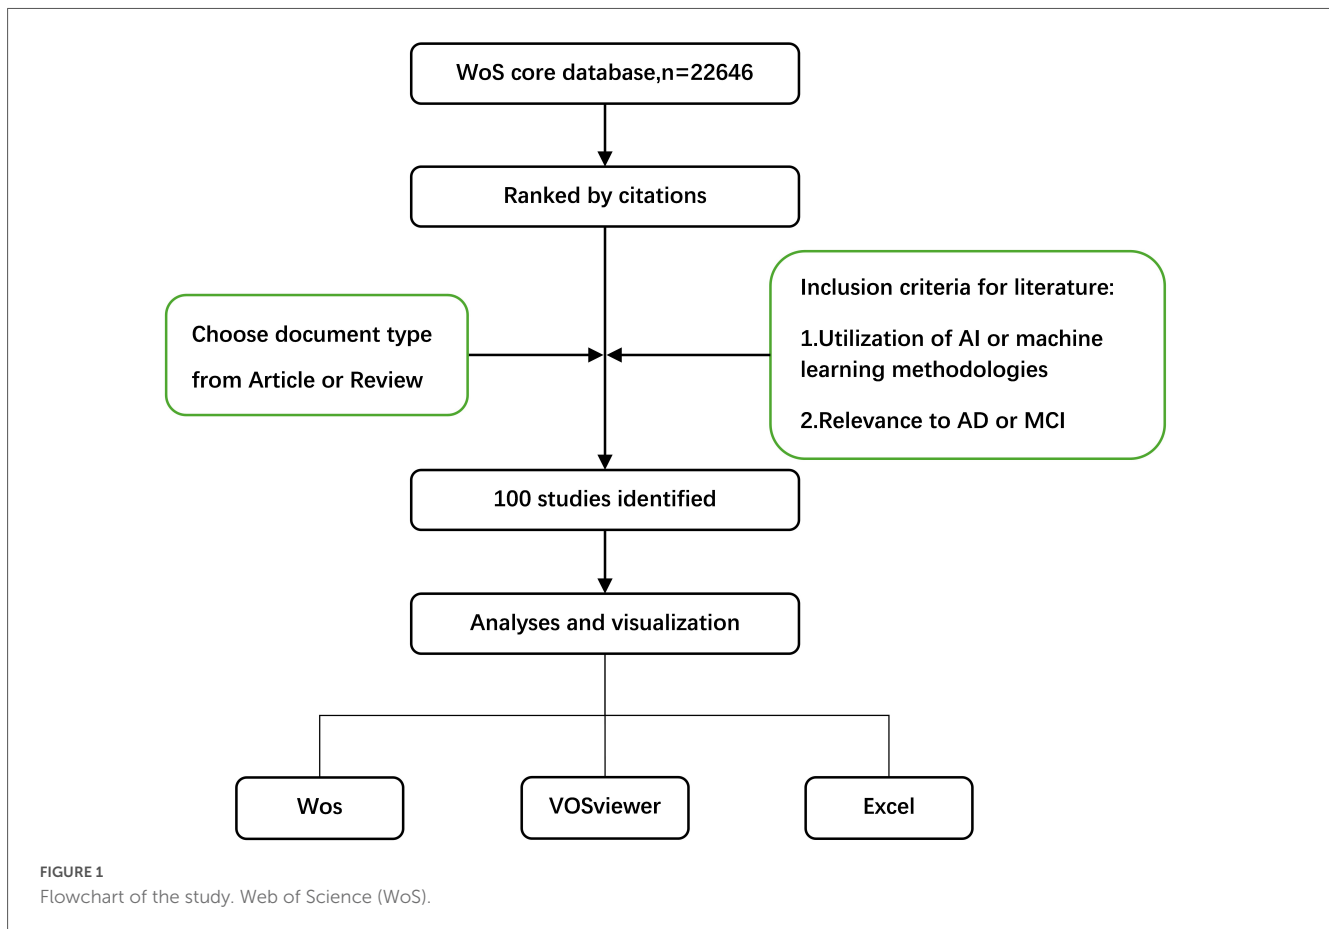 WoS core database,n=22646
Ranked by citations
Choose document type
from Article or Review
Inclusion criteria for literature:
1.Utilization of AI or machine
learning methodologies
2.Relevance to AD or MCI
100 studies identified
Analyses and visualization
Wos
VOSviewer
Excel
FIGURE 1
Flowchart of the study. Web of Science (WoS).